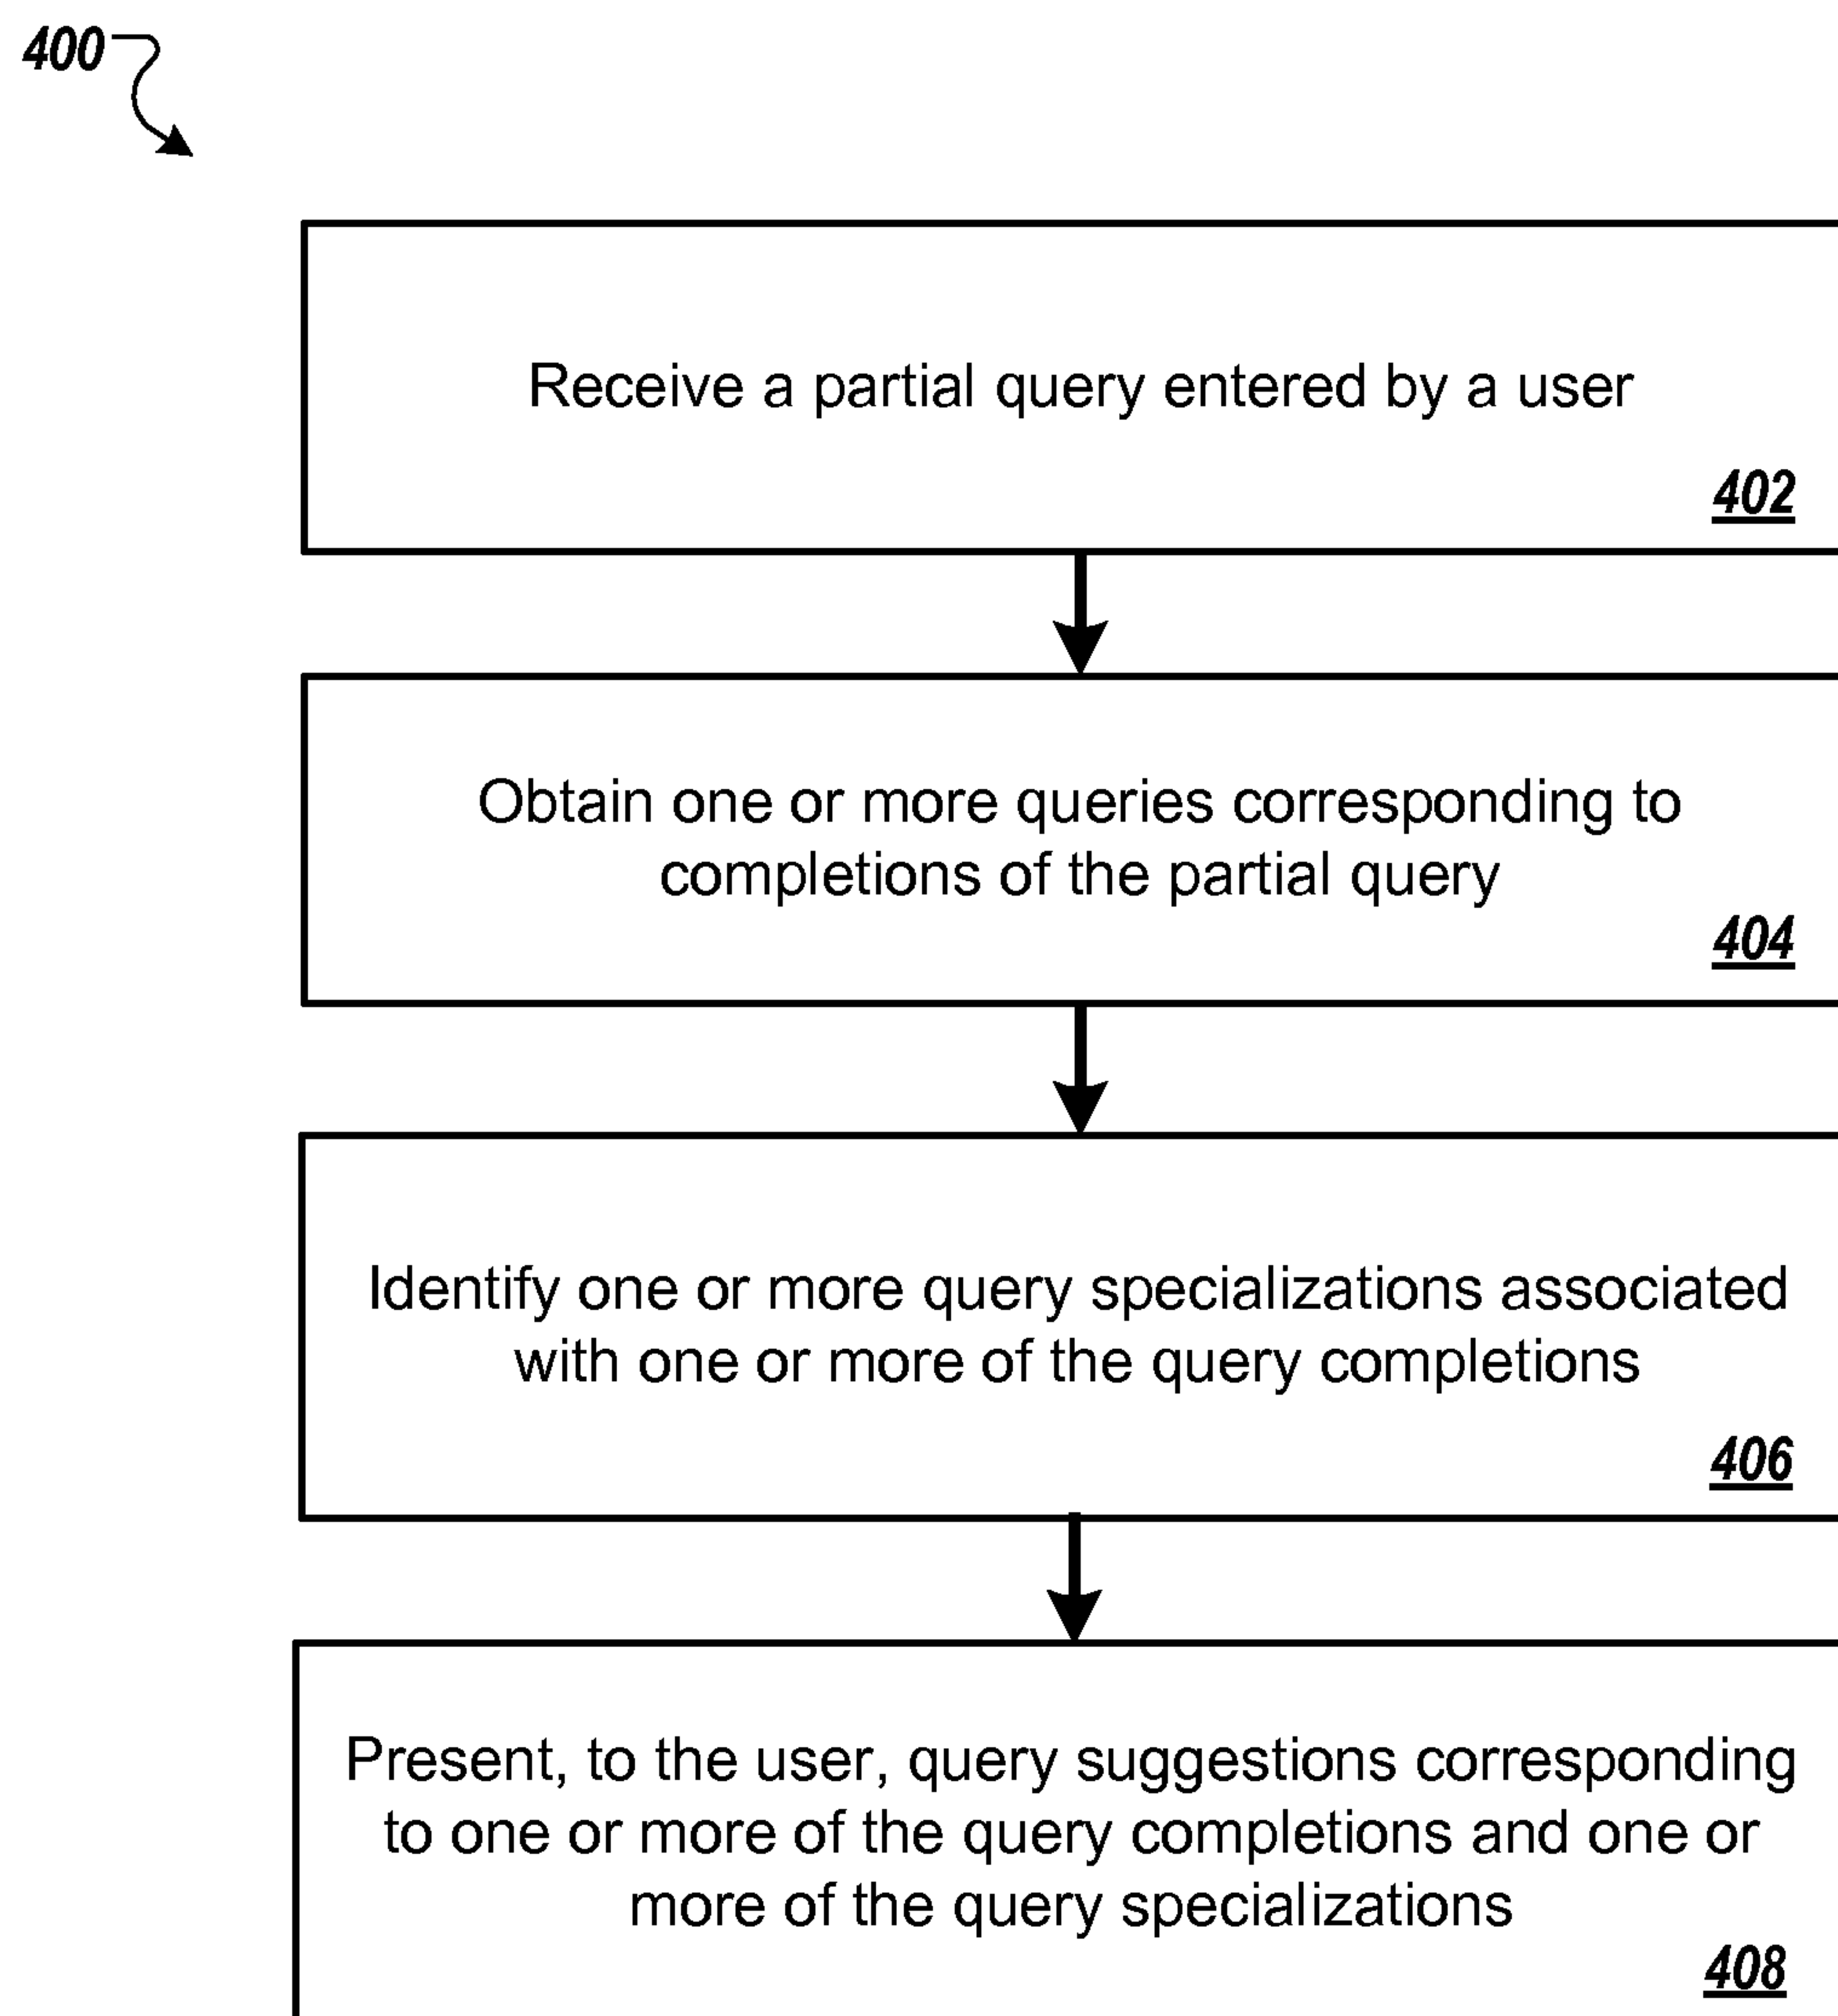 400
Receive a partial query entered by a user
402
Obtain one or more queries corresponding to
completions of the partial query
404
Identify one or more query specializations associated
with one or more of the query completions
406
Present, to the user, query suggestions corresponding
to one or more of the query completions and one or
more of the query specializations
408